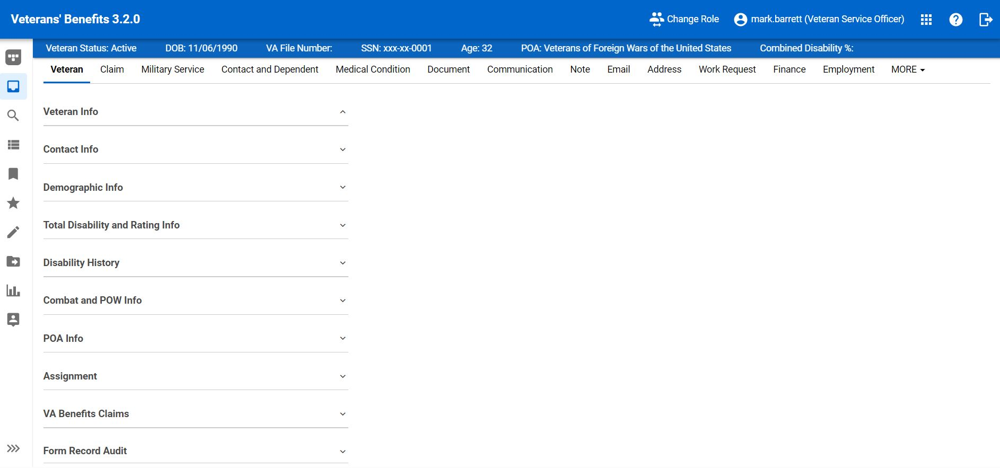 Veterans' Benefits 3.2.0
Change Role
mark.barrett (Veteran Service Officer)
Veteran Status: Active DOB: 11/06/1990 VA File Number: SSN: xxx-xx-0001 Age: 32 POA: Veterans of Foreign Wars of the United States Combined Disability %:
Veteran Claim Military Service Contact and Dependent Medical Condition Document Communication Note Email Address Work Request Finance Employment MORE
Veteran Info
Contact Info
Demographic Info
Total Disability and Rating Info
Disability History
Combat and POW Info
POA Info
Assignment
VA Benefits Claims
Form Record Audit